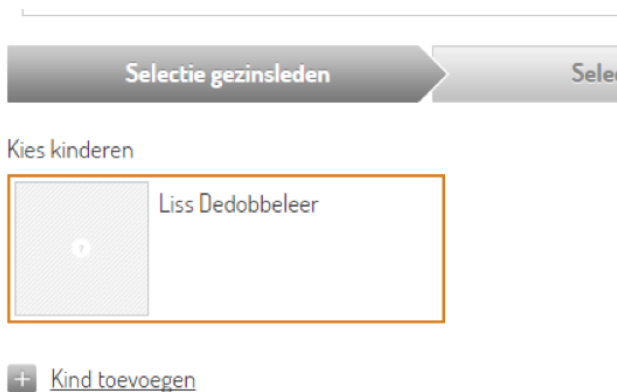 Selectie gezinsleden
Kies kinderen
Liss Dedobbeleer
?
+ Kind toevoegen